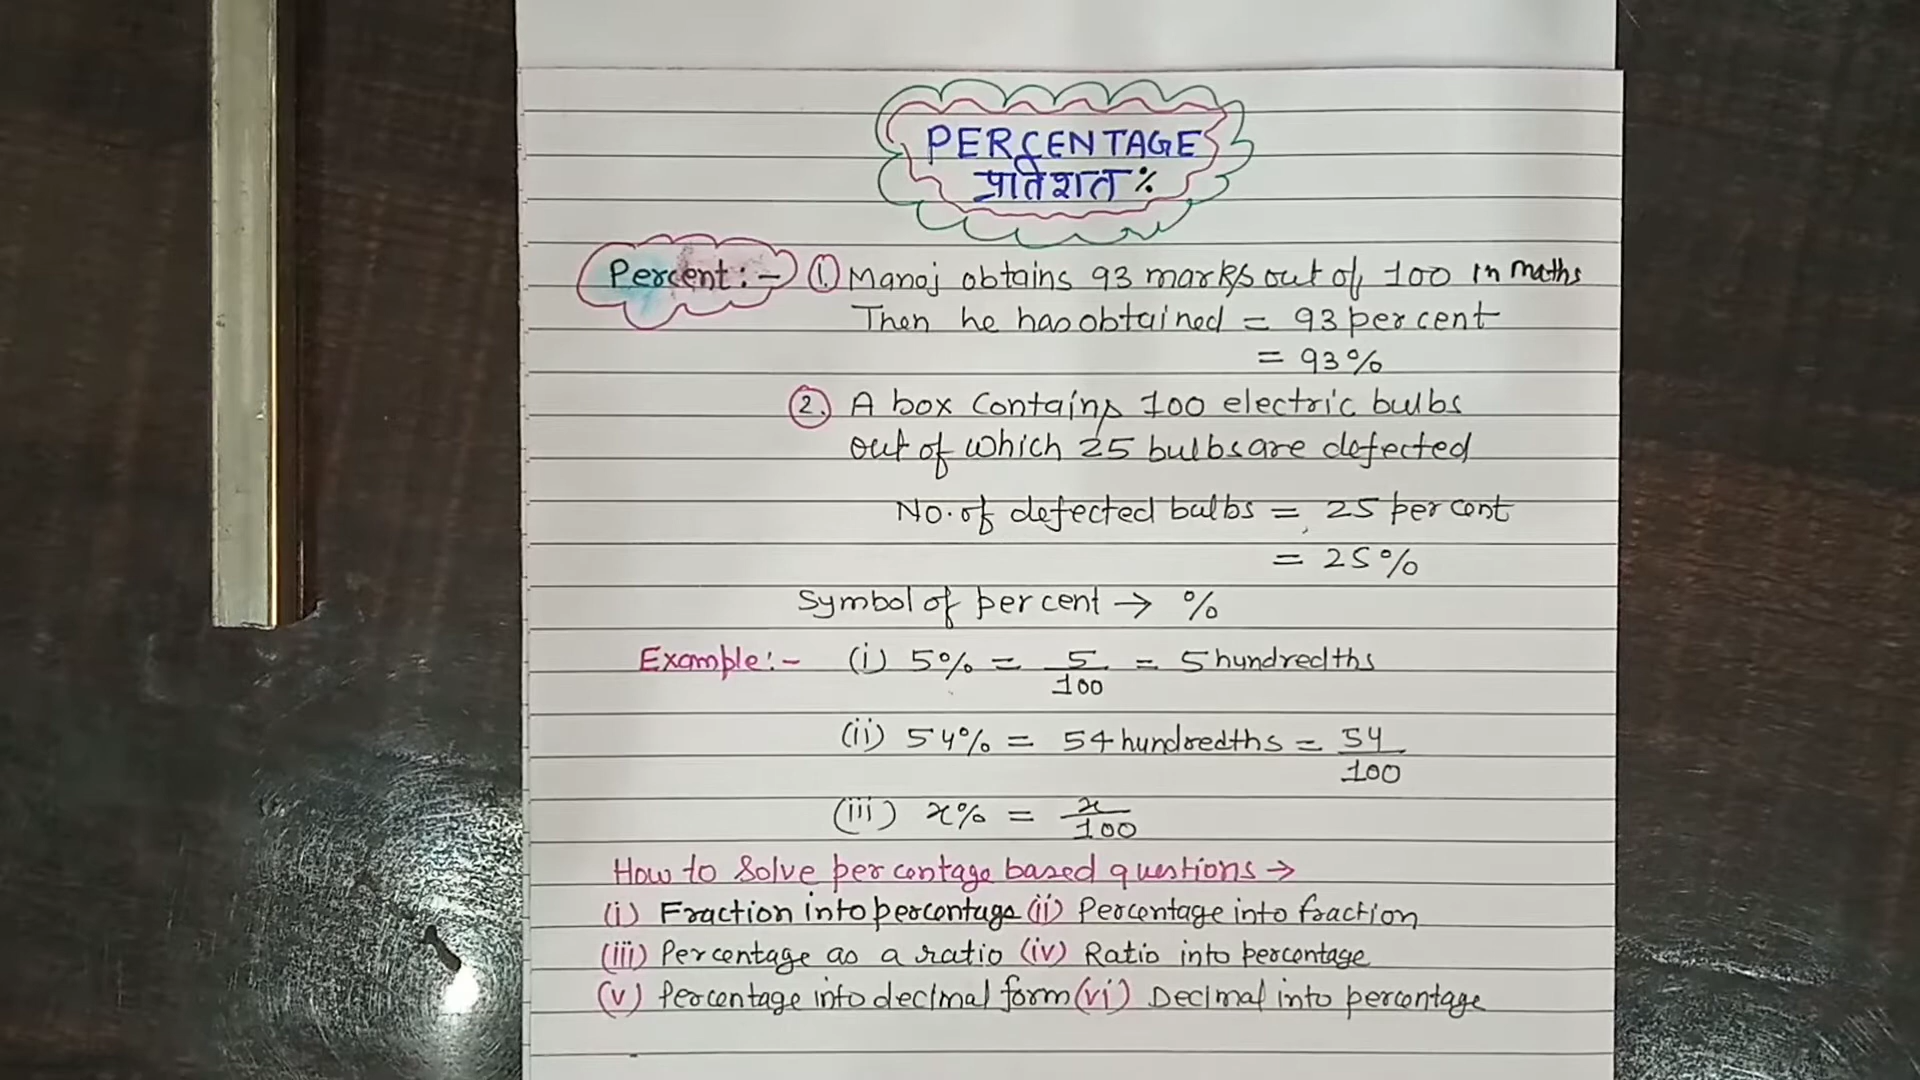 PERCENTAGE
प्रतिशत %
Percent:- 1. Manoj obtains 93 marks out of 100 in maths
Then he has obtained = 93 per cent
= 93%
2. A box contains 100 electric bulbs
out of which 25 bulbs are defected
No. of defected bulbs = 25 per cent
= 25%
Symbol of per cent → %
Example:- (i) 5% = 5/100 = 5 hundredths
(ii) 54% = 54 hundredths = 54/100
(iii) x% = x/100
How to Solve percentage based questions →
(i) Fraction into percentage (ii) Percentage into fraction
(iii) Percentage as a ratio (iv) Ratio into percentage
(v) Percentage into decimal form (vi) Decimal into percentage